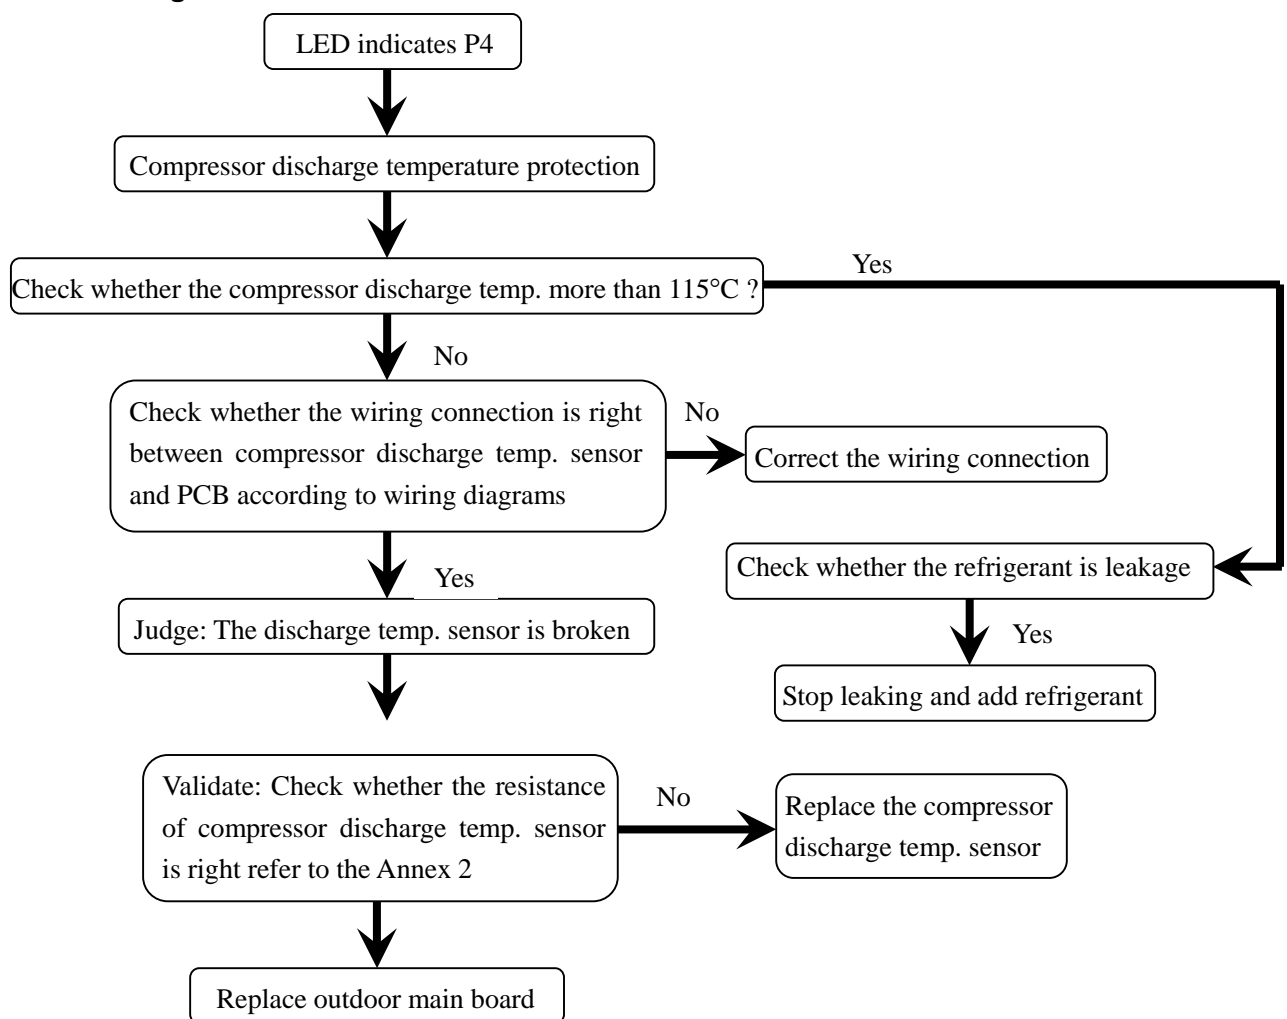 LED indicates P4
Compressor discharge temperature protection
Yes
Check whether the compressor discharge temp. more than 115°C ?
No
Check whether the wiring connection is right
between compressor discharge temp. sensor
and PCB according to wiring diagrams
No
Correct the wiring connection
Check whether the refrigerant is leakage
Yes
Judge: The discharge temp. sensor is broken
Yes
Stop leaking and add refrigerant
Validate: Check whether the resistance
of compressor discharge temp. sensor
is right refer to the Annex 2
No
Replace the compressor
discharge temp. sensor
Replace outdoor main board